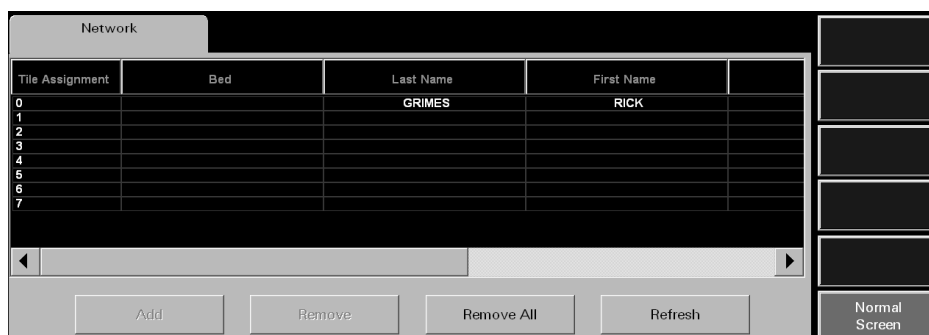 Network
Tile Assignment Bed Last Name First Name
0 GRIMES RICK
1
2
3
4
5
6
7
Add Remove Remove All Refresh
Normal
Screen